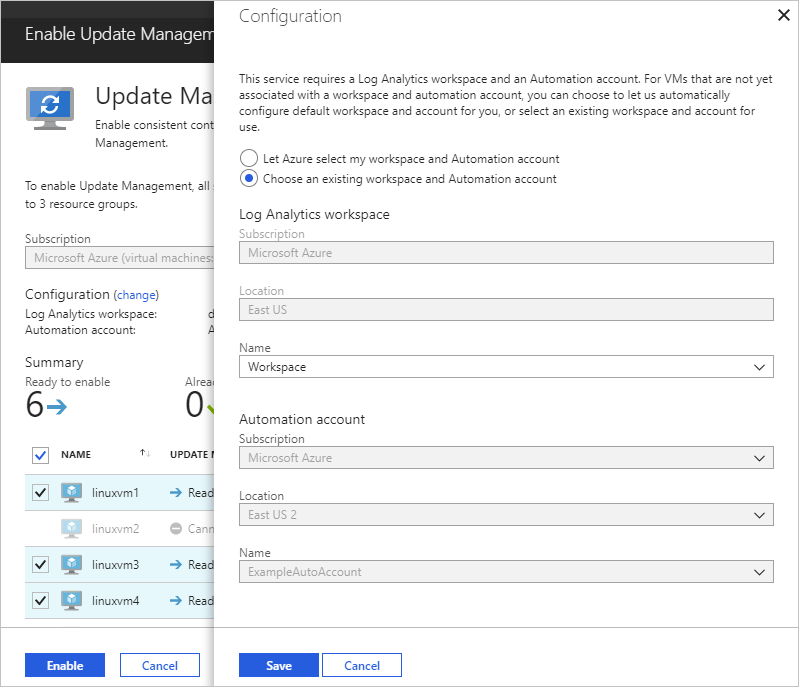 Enable Update Managem
Update Ma
Enable consistent cont
Management.
To enable Update Management, all
to 3 resource groups.
Subscription
Microsoft Azure (virtual machines:
Configuration (change)
Log Analytics workspace:
Automation account:
Summary
Ready to enable
Alrea
6
0
NAME
UPDATE M
linuxvm1
Read
linuxvm2
Cann
linuxvm3
Read
linuxvm4
Read
Enable
Cancel
Configuration
This service requires a Log Analytics workspace and an Automation account. For VMs that are not yet
associated with a workspace and automation account, you can choose to let us automatically
configure default workspace and account for you, or select an existing workspace and account for
use.
Let Azure select my workspace and Automation account
Choose an existing workspace and Automation account
Log Analytics workspace
Subscription
Microsoft Azure
Location
East US
Name
Workspace
Automation account
Subscription
Microsoft Azure
Location
East US 2
Name
ExampleAutoAccount
Save
Cancel